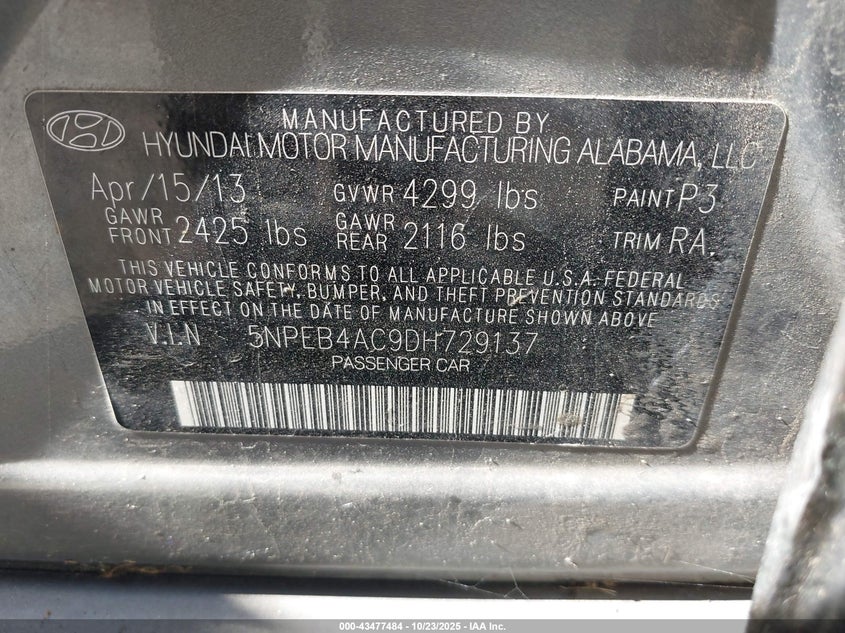 MANUFACTURED BY
HYUNDAI MOTOR MANUFACTURING ALABAMA, LLC
Apr/15/13 GVWR 4299 lbs PAINT P3
GAWR FRONT 2425 lbs GAWR REAR 2116 lbs TRIM RA.
THIS VEHICLE CONFORMS TO ALL APPLICABLE U.S.A. FEDERAL
MOTOR VEHICLE SAFETY, BUMPER, AND THEFT PREVENTION STANDARDS
IN EFFECT ON THE DATE OF MANUFACTURE SHOWN ABOVE
V.I.N 5NPEB4AC9DH729137
PASSENGER CAR
000-43477484 | 10/23/2025 | IAA Inc.